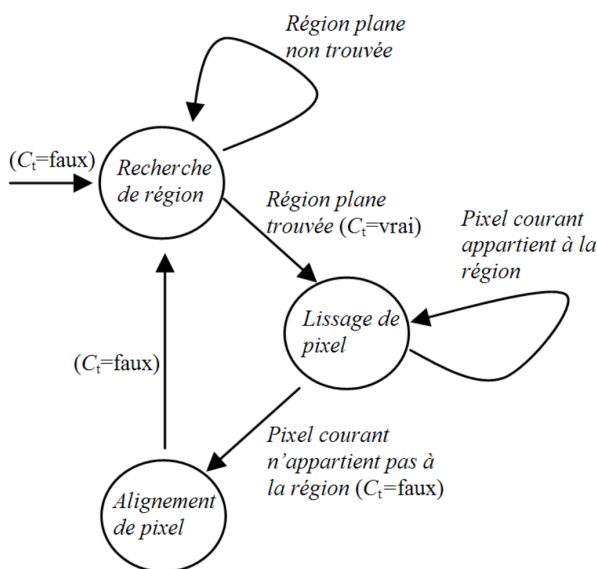 Région plane
non trouvée
(Ct=faux)
Recherche
de région
Région plane
trouvée (Ct=vrai)
Pixel courant
appartient à la
région
Lissage de
pixel
(Ct=faux)
Pixel courant
n'appartient pas à
la région (Ct=faux)
Alignement
de pixel